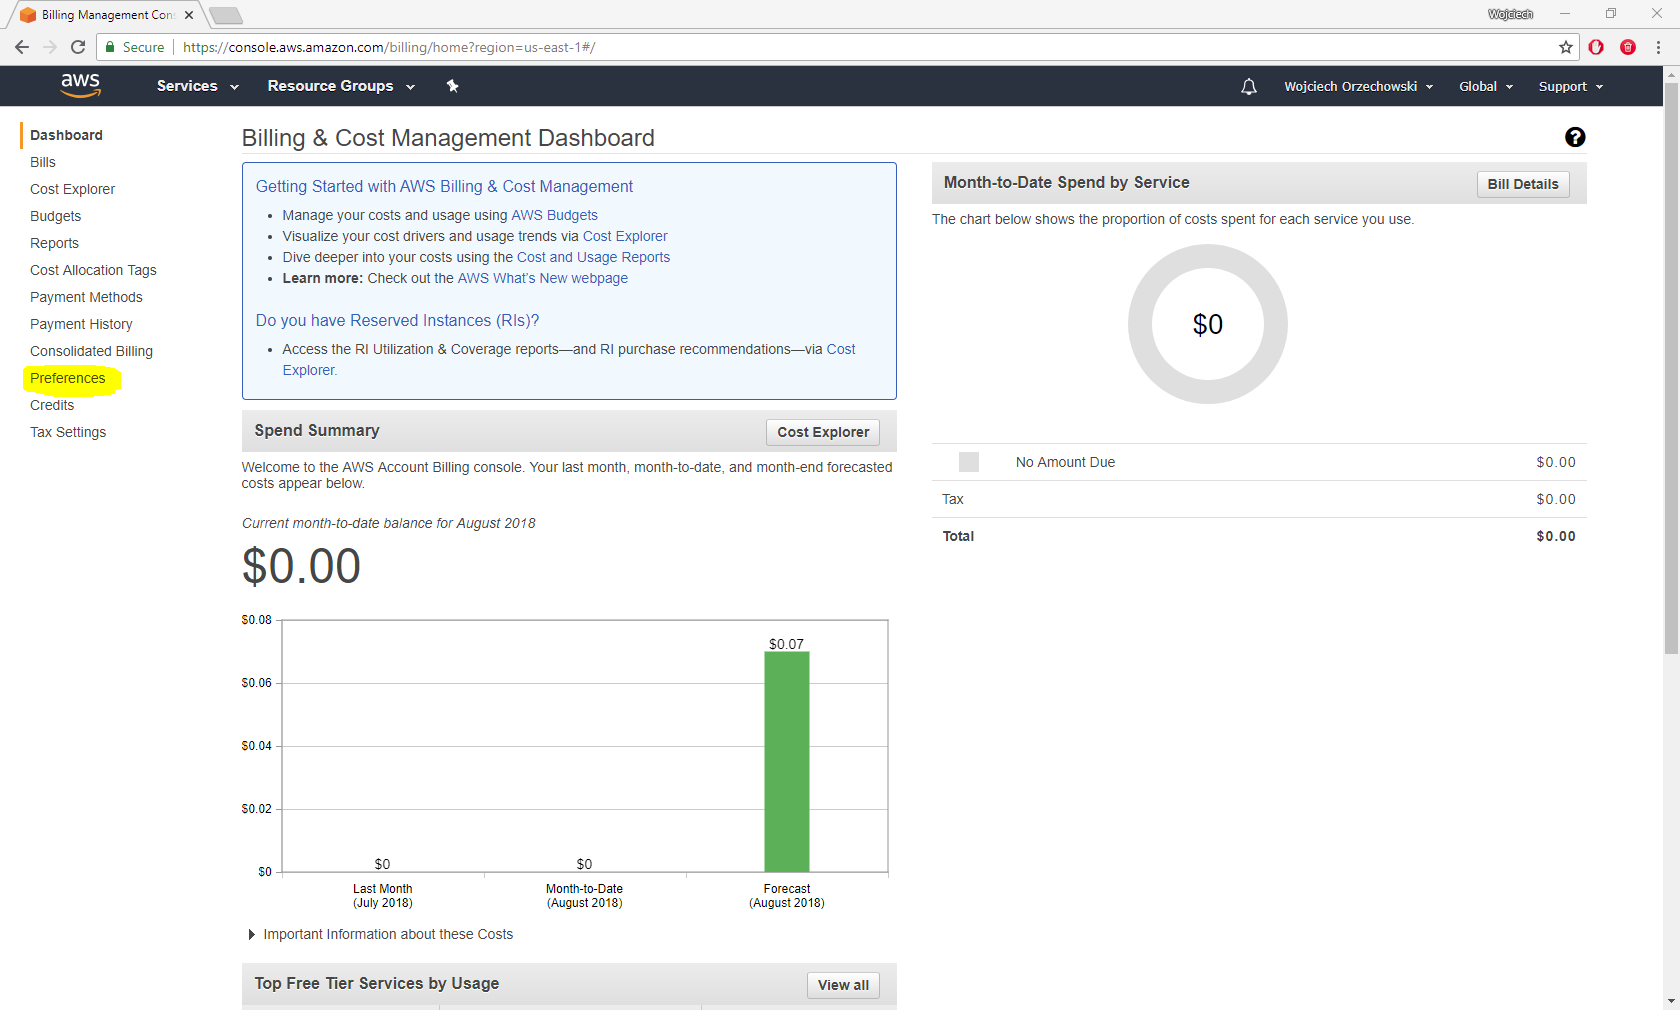 Billing Management Con
Wojciech
Secure
https://console.aws.amazon.com/billing/home?region=us-east-1#/
aws
Services
Resource Groups
Wojciech Orzechowski
Global
Support
Dashboard
Bills
Cost Explorer
Budgets
Reports
Cost Allocation Tags
Payment Methods
Payment History
Consolidated Billing
Preferences
Credits
Tax Settings
Billing & Cost Management Dashboard
?
Getting Started with AWS Billing & Cost Management
• Manage your costs and usage using AWS Budgets
• Visualize your cost drivers and usage trends via Cost Explorer
• Dive deeper into your costs using the Cost and Usage Reports
• Learn more: Check out the AWS What's New webpage
Do you have Reserved Instances (RIs)?
• Access the RI Utilization & Coverage reports—and RI purchase recommendations—via Cost
Explorer.
Spend Summary
Cost Explorer
Welcome to the AWS Account Billing console. Your last month, month-to-date, and month-end forecasted
costs appear below.
Current month-to-date balance for August 2018
$0.00
$0.08
$0.06
$0.04
$0.02
$0
$0
$0
$0.07
Last Month
(July 2018)
Month-to-Date
(August 2018)
Forecast
(August 2018)
Important Information about these Costs
Top Free Tier Services by Usage
View all
Month-to-Date Spend by Service
Bill Details
The chart below shows the proportion of costs spent for each service you use.
$0
No Amount Due $0.00
Tax $0.00
Total $0.00